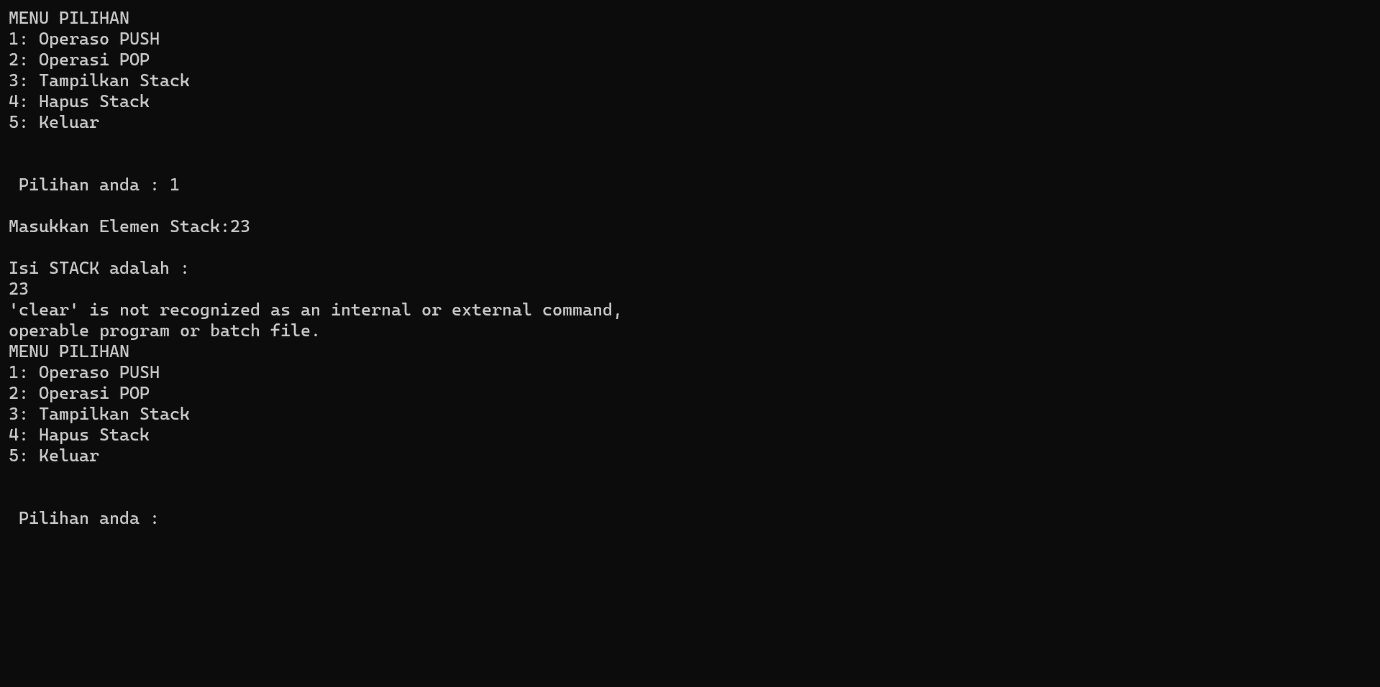 MENU PILIHAN
1: Operaso PUSH
2: Operasi POP
3: Tampilkan Stack
4: Hapus Stack
5: Keluar
Pilihan anda : 1
Masukkan Elemen Stack:23
Isi STACK adalah :
23
'clear' is not recognized as an internal or external command,
operable program or batch file.
MENU PILIHAN
1: Operaso PUSH
2: Operasi POP
3: Tampilkan Stack
4: Hapus Stack
5: Keluar
Pilihan anda :